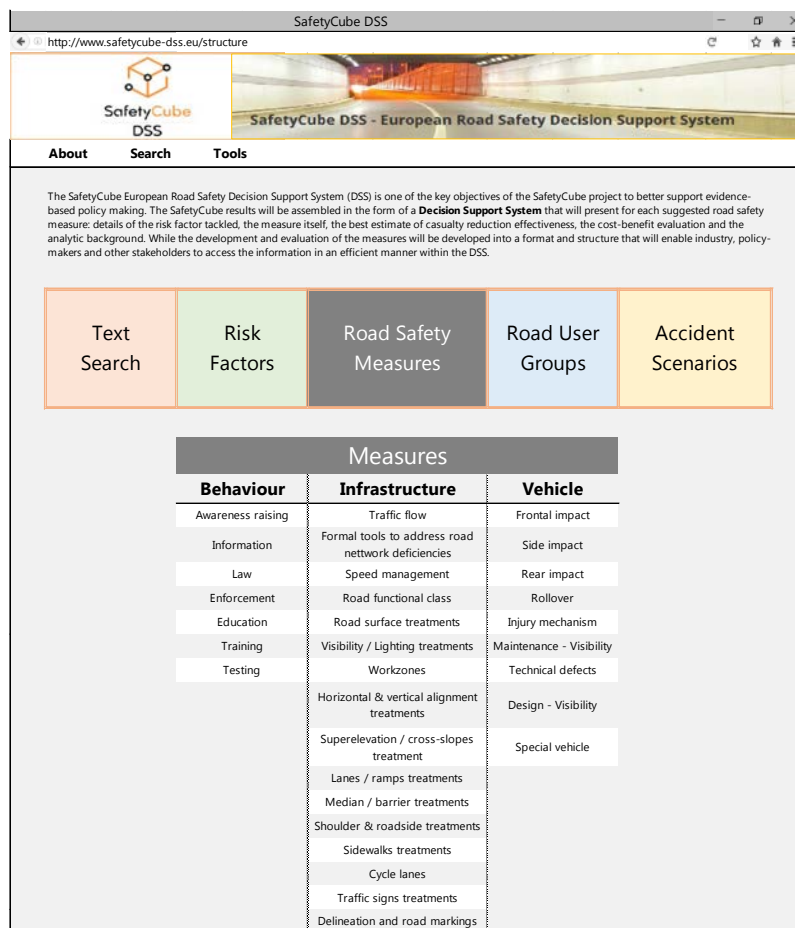 SafetyCube DSS
http://www.safetycube-dss.eu/structure
SafetyCube
DSS
SafetyCube DSS - European Road Safety Decision Support System
About Search Tools
The SafetyCube European Road Safety Decision Support System (DSS) is one of the key objectives of the SafetyCube project to better support evidence-
based policy making. The SafetyCube results will be assembled in the form of a Decision Support System that will present for each suggested road safety
measure: details of the risk factor tackled, the measure itself, the best estimate of casualty reduction effectiveness, the cost-benefit evaluation and the
analytic background. While the development and evaluation of the measures will be developed into a format and structure that will enable industry, policy-
makers and other stakeholders to access the information in an efficient manner within the DSS.
Text
Search
Risk
Factors
Road Safety
Measures
Road User
Groups
Accident
Scenarios
Measures
Behaviour Infrastructure Vehicle
Awareness raising Traffic flow Frontal impact
Information Formal tools to address road
nettwork deficiencies Side impact
Law Speed management Rear impact
Enforcement Road functional class Rollover
Education Road surface treatments Injury mechanism
Training Visibility / Lighting treatments Maintenance - Visibility
Testing Workzones Technical defects
Horizontal & vertical alignment
treatments Design - Visibility
Superelevation / cross-slopes
treatment Special vehicle
Lanes / ramps treatments
Median / barrier treatments
Shoulder & roadside treatments
Sidewalks treatments
Cycle lanes
Traffic signs treatments
Delineation and road markings